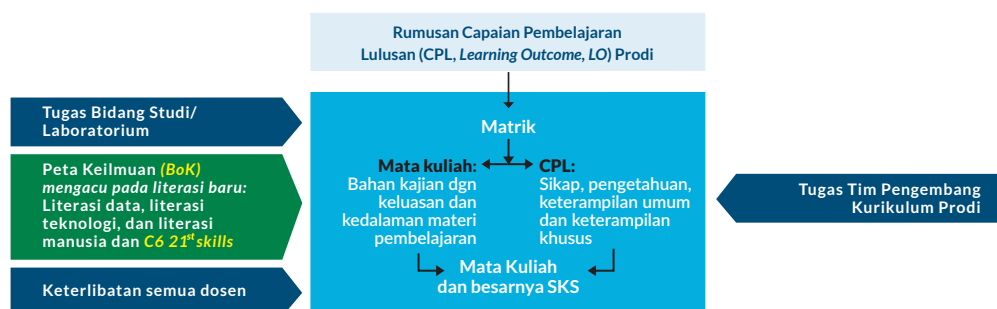 Rumusan Capaian Pembelajaran
Lulusan (CPL, Learning Outcome, LO) Prodi
Tugas Bidang Studi/
Laboratorium
Peta Keilmuan (BoK)
mengacu pada literasi baru:
Literasi data, literasi
teknologi, dan literasi
manusia dan C6 21st skills
Keterlibatan semua dosen
Matrik
Mata kuliah:
Bahan kajian dgn
keluasan dan
kedalaman materi
pembelajaran
CPL:
Sikap, pengetahuan,
keterampilan umum
dan keterampilan
khusus
Mata Kuliah
dan besarnya SKS
Tugas Tim Pengembang
Kurikulum Prodi